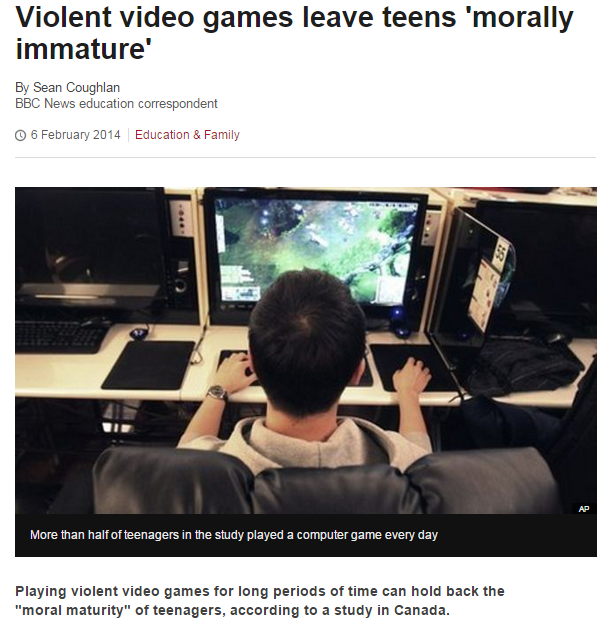 Violent video games leave teens 'morally
immature'
By Sean Coughlan
BBC News education correspondent
6 February 2014 Education & Family
AP
More than half of teenagers in the study played a computer game every day
Playing violent video games for long periods of time can hold back the
"moral maturity" of teenagers, according to a study in Canada.